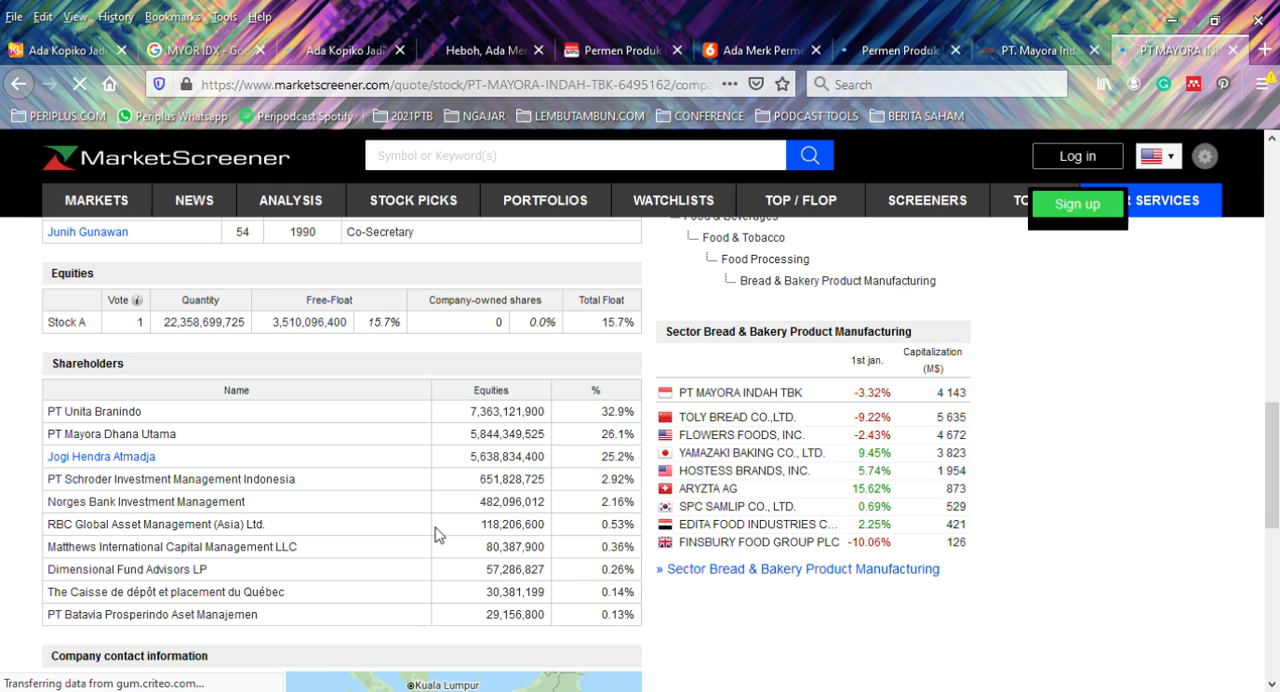 File Edit View History Bookmarks Tools Help
Ada Kopiko Jadi
MYOR IDX - Goo
Ada Kopiko Jadi
Heboh, Ada Mer
Permen Produk
Ada Merk Perme
Permen Produk
PT. Mayora Ind
PT MAYORA IN
https://www.marketscreener.com/quote/stock/PT-MAYORA-INDAH-TBK-6495162/compa
Search
PERIPLUS.COM
Periplus Whatsapp
Peripodcast Spotify
2021PTB
NGAJAR
LEMBUTAMBUN.COM
CONFERENCE
PODCAST TOOLS
BERITA SAHAM
MarketScreener
Symbol or Keyword(s)
Log in
MARKETS NEWS ANALYSIS STOCK PICKS PORTFOLIOS WATCHLISTS TOP / FLOP SCREENERS TO
Sign up
R SERVICES
Junih Gunawan 54 1990 Co-Secretary
Equities
Vote Quantity Free-Float Company-owned shares Total Float
Stock A 1 22,358,699,725 3,510,096,400 15.7% 0 0.0% 15.7%
Shareholders
Name Equities %
PT Unita Branindo 7,363,121,900 32.9%
PT Mayora Dhana Utama 5,844,349,525 26.1%
Jogi Hendra Atmadja 5,638,834,400 25.2%
PT Schroder Investment Management Indonesia 651,828,725 2.92%
Norges Bank Investment Management 482,096,012 2.16%
RBC Global Asset Management (Asia) Ltd. 118,206,600 0.53%
Matthews International Capital Management LLC 80,387,900 0.36%
Dimensional Fund Advisors LP 57,286,827 0.26%
The Caisse de dépôt et placement du Québec 30,381,199 0.14%
PT Batavia Prosperindo Aset Manajemen 29,156,800 0.13%
Company contact information
Kuala Lumpur
Food & Beverages
Food & Tobacco
Food Processing
Bread & Bakery Product Manufacturing
Sector Bread & Bakery Product Manufacturing
1st jan. Capitalization
(M$)
PT MAYORA INDAH TBK -3.32% 4 143
TOLY BREAD CO.,LTD. -9.22% 5 635
FLOWERS FOODS, INC. -2.43% 4 672
YAMAZAKI BAKING CO., LTD. 9.45% 3 823
HOSTESS BRANDS, INC. 5.74% 1 954
ARYZTA AG 15.62% 873
SPC SAMLIP CO., LTD. 0.69% 529
EDITA FOOD INDUSTRIES C... 2.25% 421
FINSBURY FOOD GROUP PLC -10.06% 126
» Sector Bread & Bakery Product Manufacturing
Transferring data from gum.criteo.com...